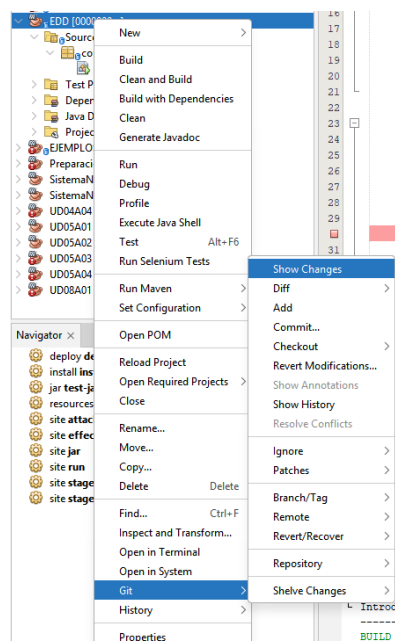 EDD [0000000
Source
co
Test P
Depen
Java D
Projec
EJEMPLO
Preparaci
SistemaN
SistemaN
UD04A04
UD05A01
UD05A02
UD05A03
UD05A04
UD08A01
Navigator
deploy de
install ins
jar test-ja
resources
site attac
site effec
site jar
site run
site stage
site stage
New
Build
Clean and Build
Build with Dependencies
Clean
Generate Javadoc
Run
Debug
Profile
Execute Java Shell
Test Alt+F6
Run Selenium Tests
Run Maven
Set Configuration
Open POM
Reload Project
Open Required Projects
Close
Rename...
Move...
Copy...
Delete Delete
Find... Ctrl+F
Inspect and Transform...
Open in Terminal
Open in System
Git
History
Properties
Show Changes
Diff
Add
Commit...
Checkout
Revert Modifications...
Show Annotations
Show History
Resolve Conflicts
Ignore
Patches
Branch/Tag
Remote
Revert/Recover
Repository
Shelve Changes
16
17
18
19
20
21
22
23
24
25
26
27
28
29
31
Introd
------
BUILD